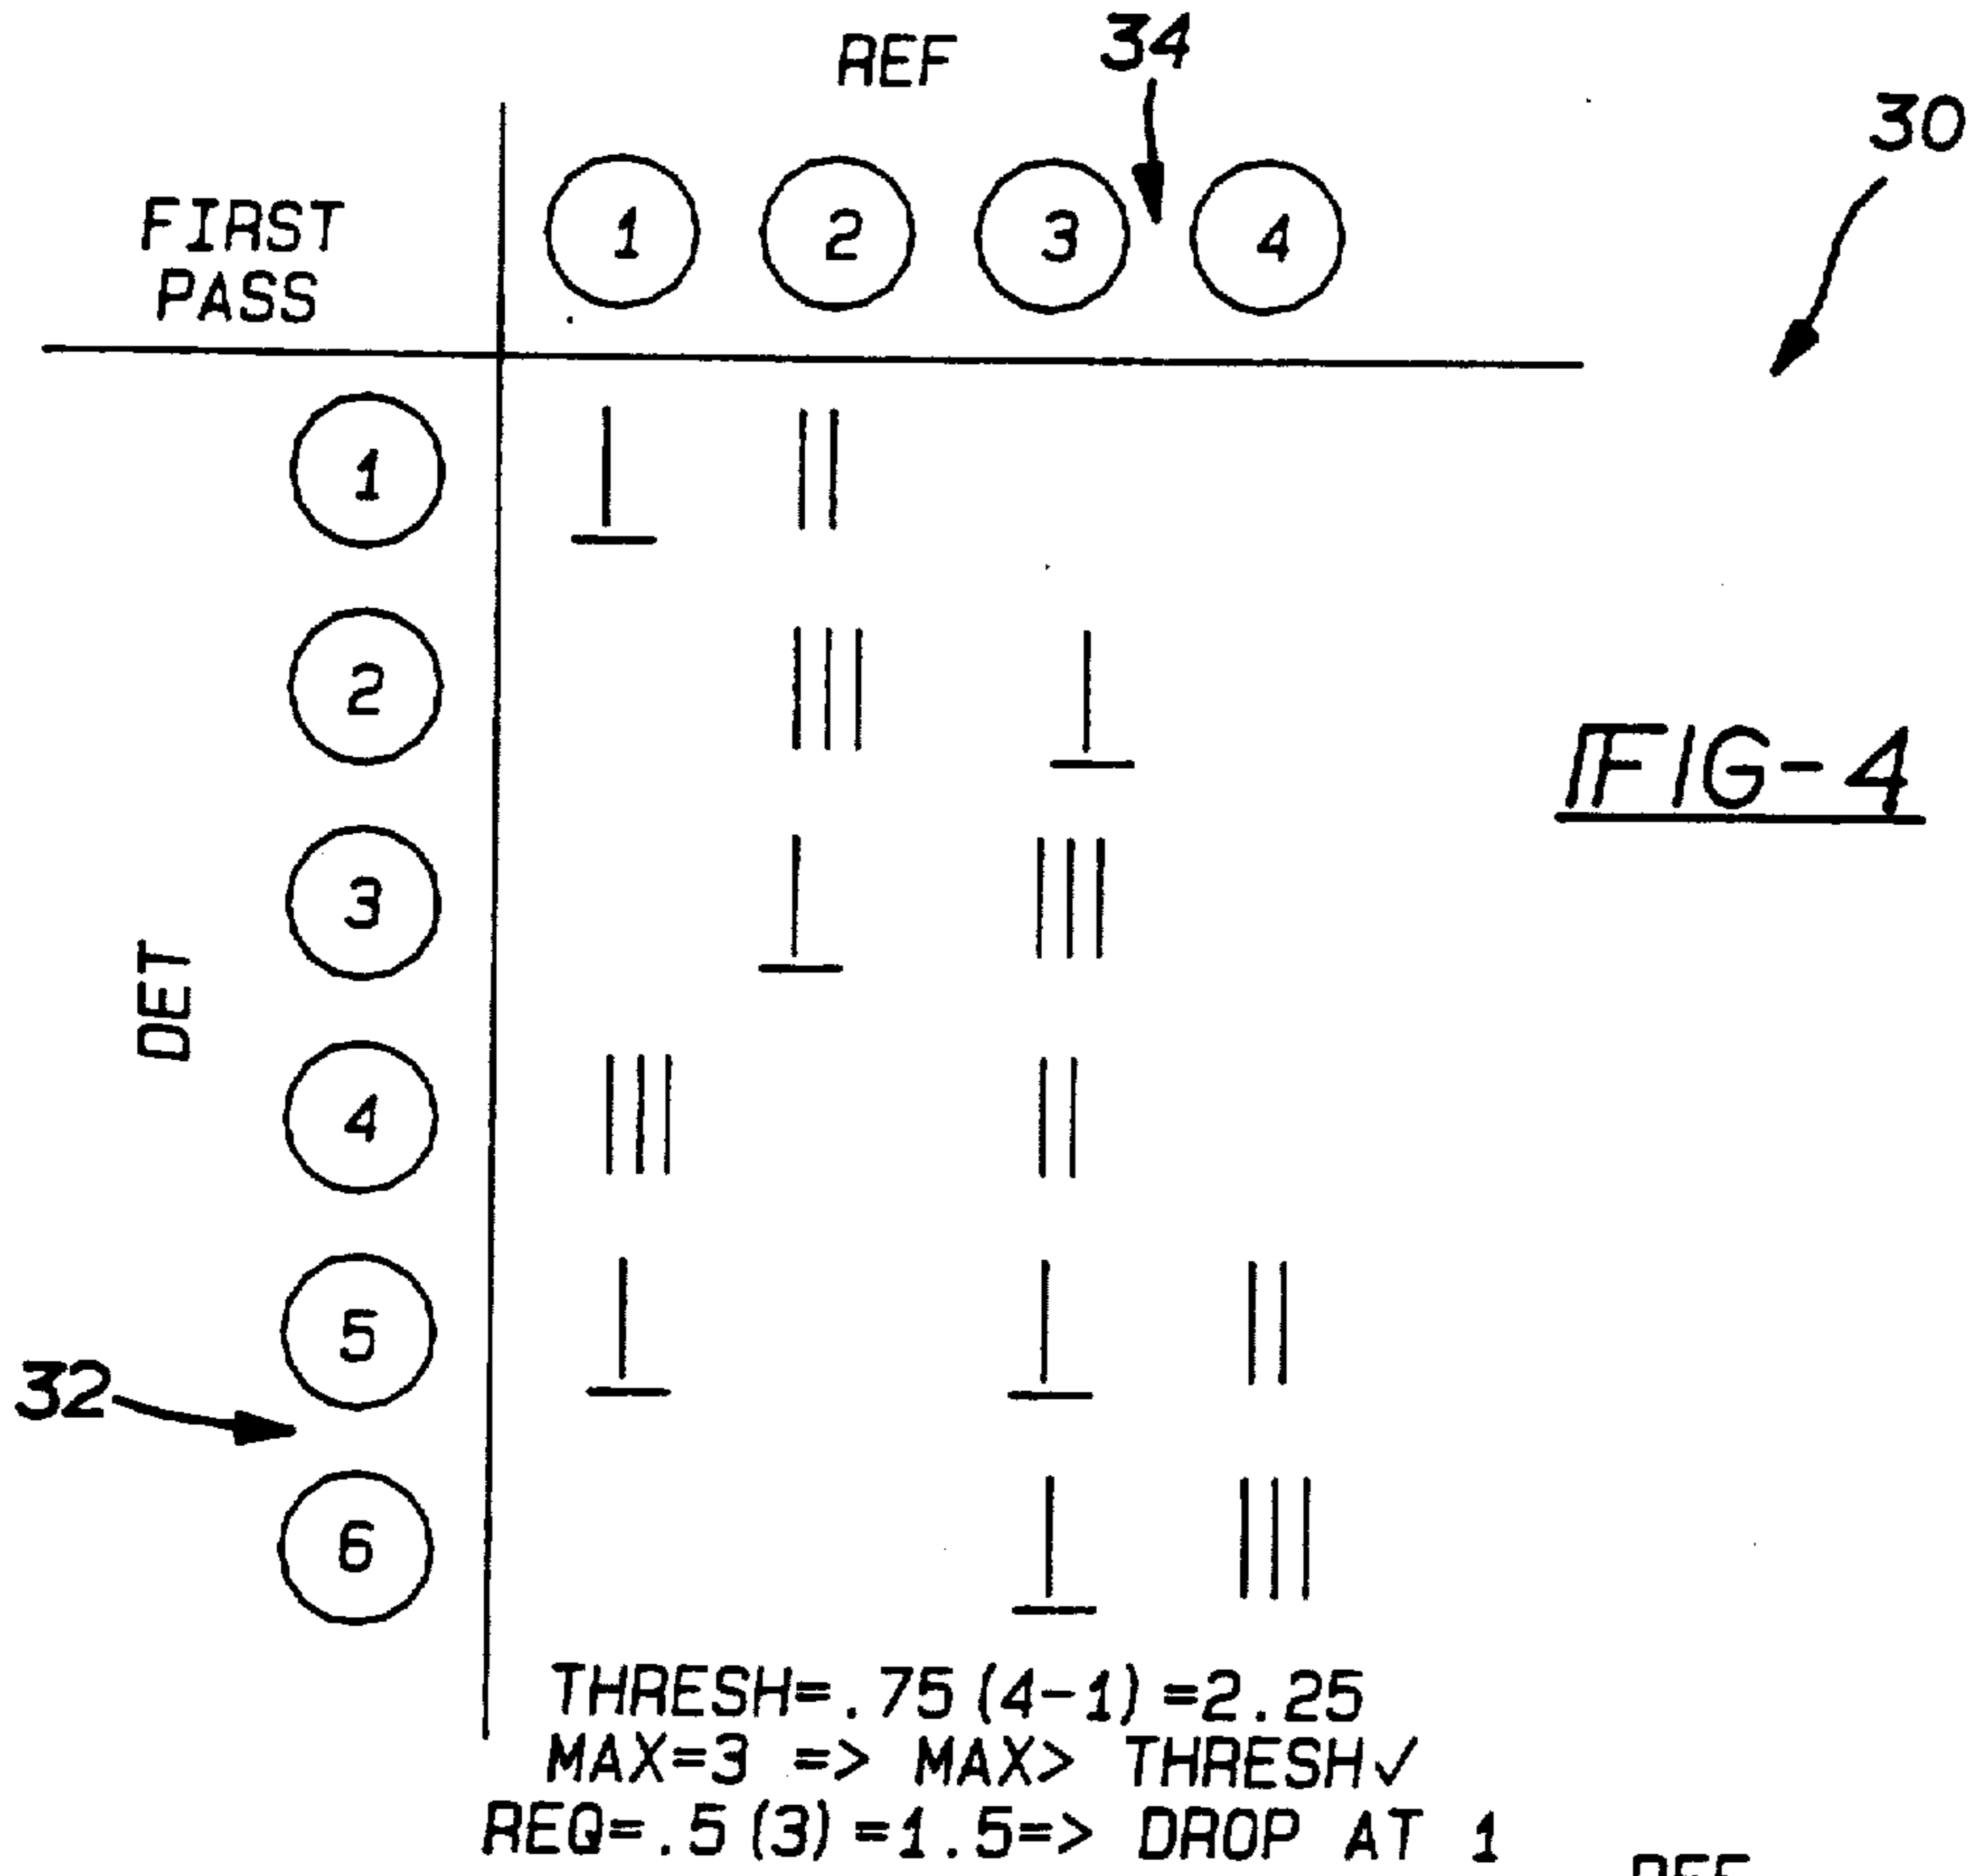 REF
34
30
FIRST
PASS
1 2 3 4
1
2
FIG-4
3
DET
4
5
32
6
THRESH=.75(4-1)=2.25
MAX=3 => MAX> THRESH✓
REQ=.5(3)=1.5=> DROP AT 1